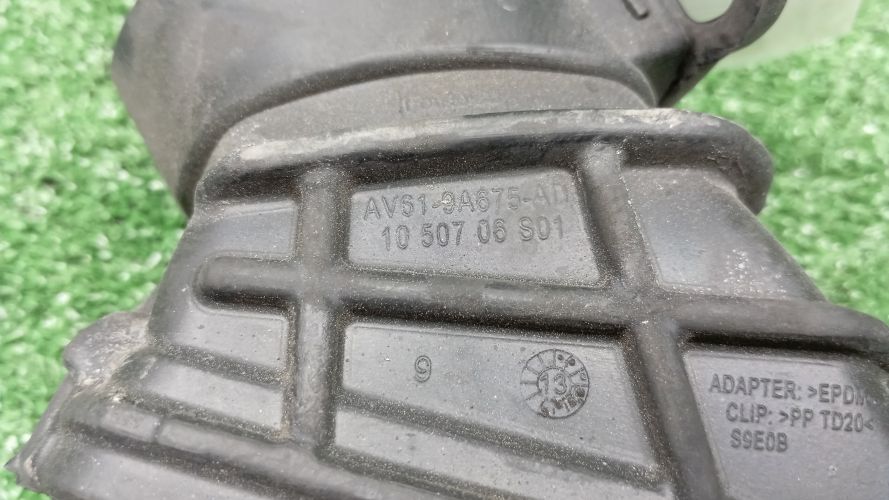 AV61-9A675-AD
10 507 06 S01
9
13
ADAPTER: >EPDM<
CLIP: >PP TD20<
S9E0B